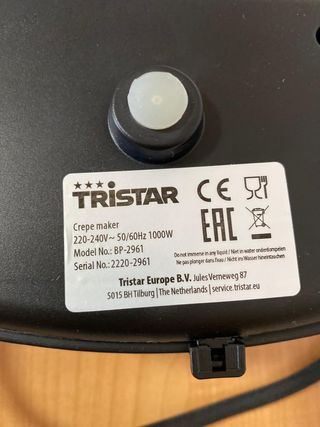 TRISTAR
Crepe maker
220-240V~ 50/60Hz 1000W
Model No.: BP-2961
Serial No.: 2220-2961
CE
EAC
Do not immerse in any liquid / Niet in water onderdompelen
Ne pas plonger dans l'eau / Nicht ins Wasser hineintauchen
Tristar Europe B.V. Jules Verneweg 87
5015 BH Tilburg | The Netherlands | service.tristar.eu